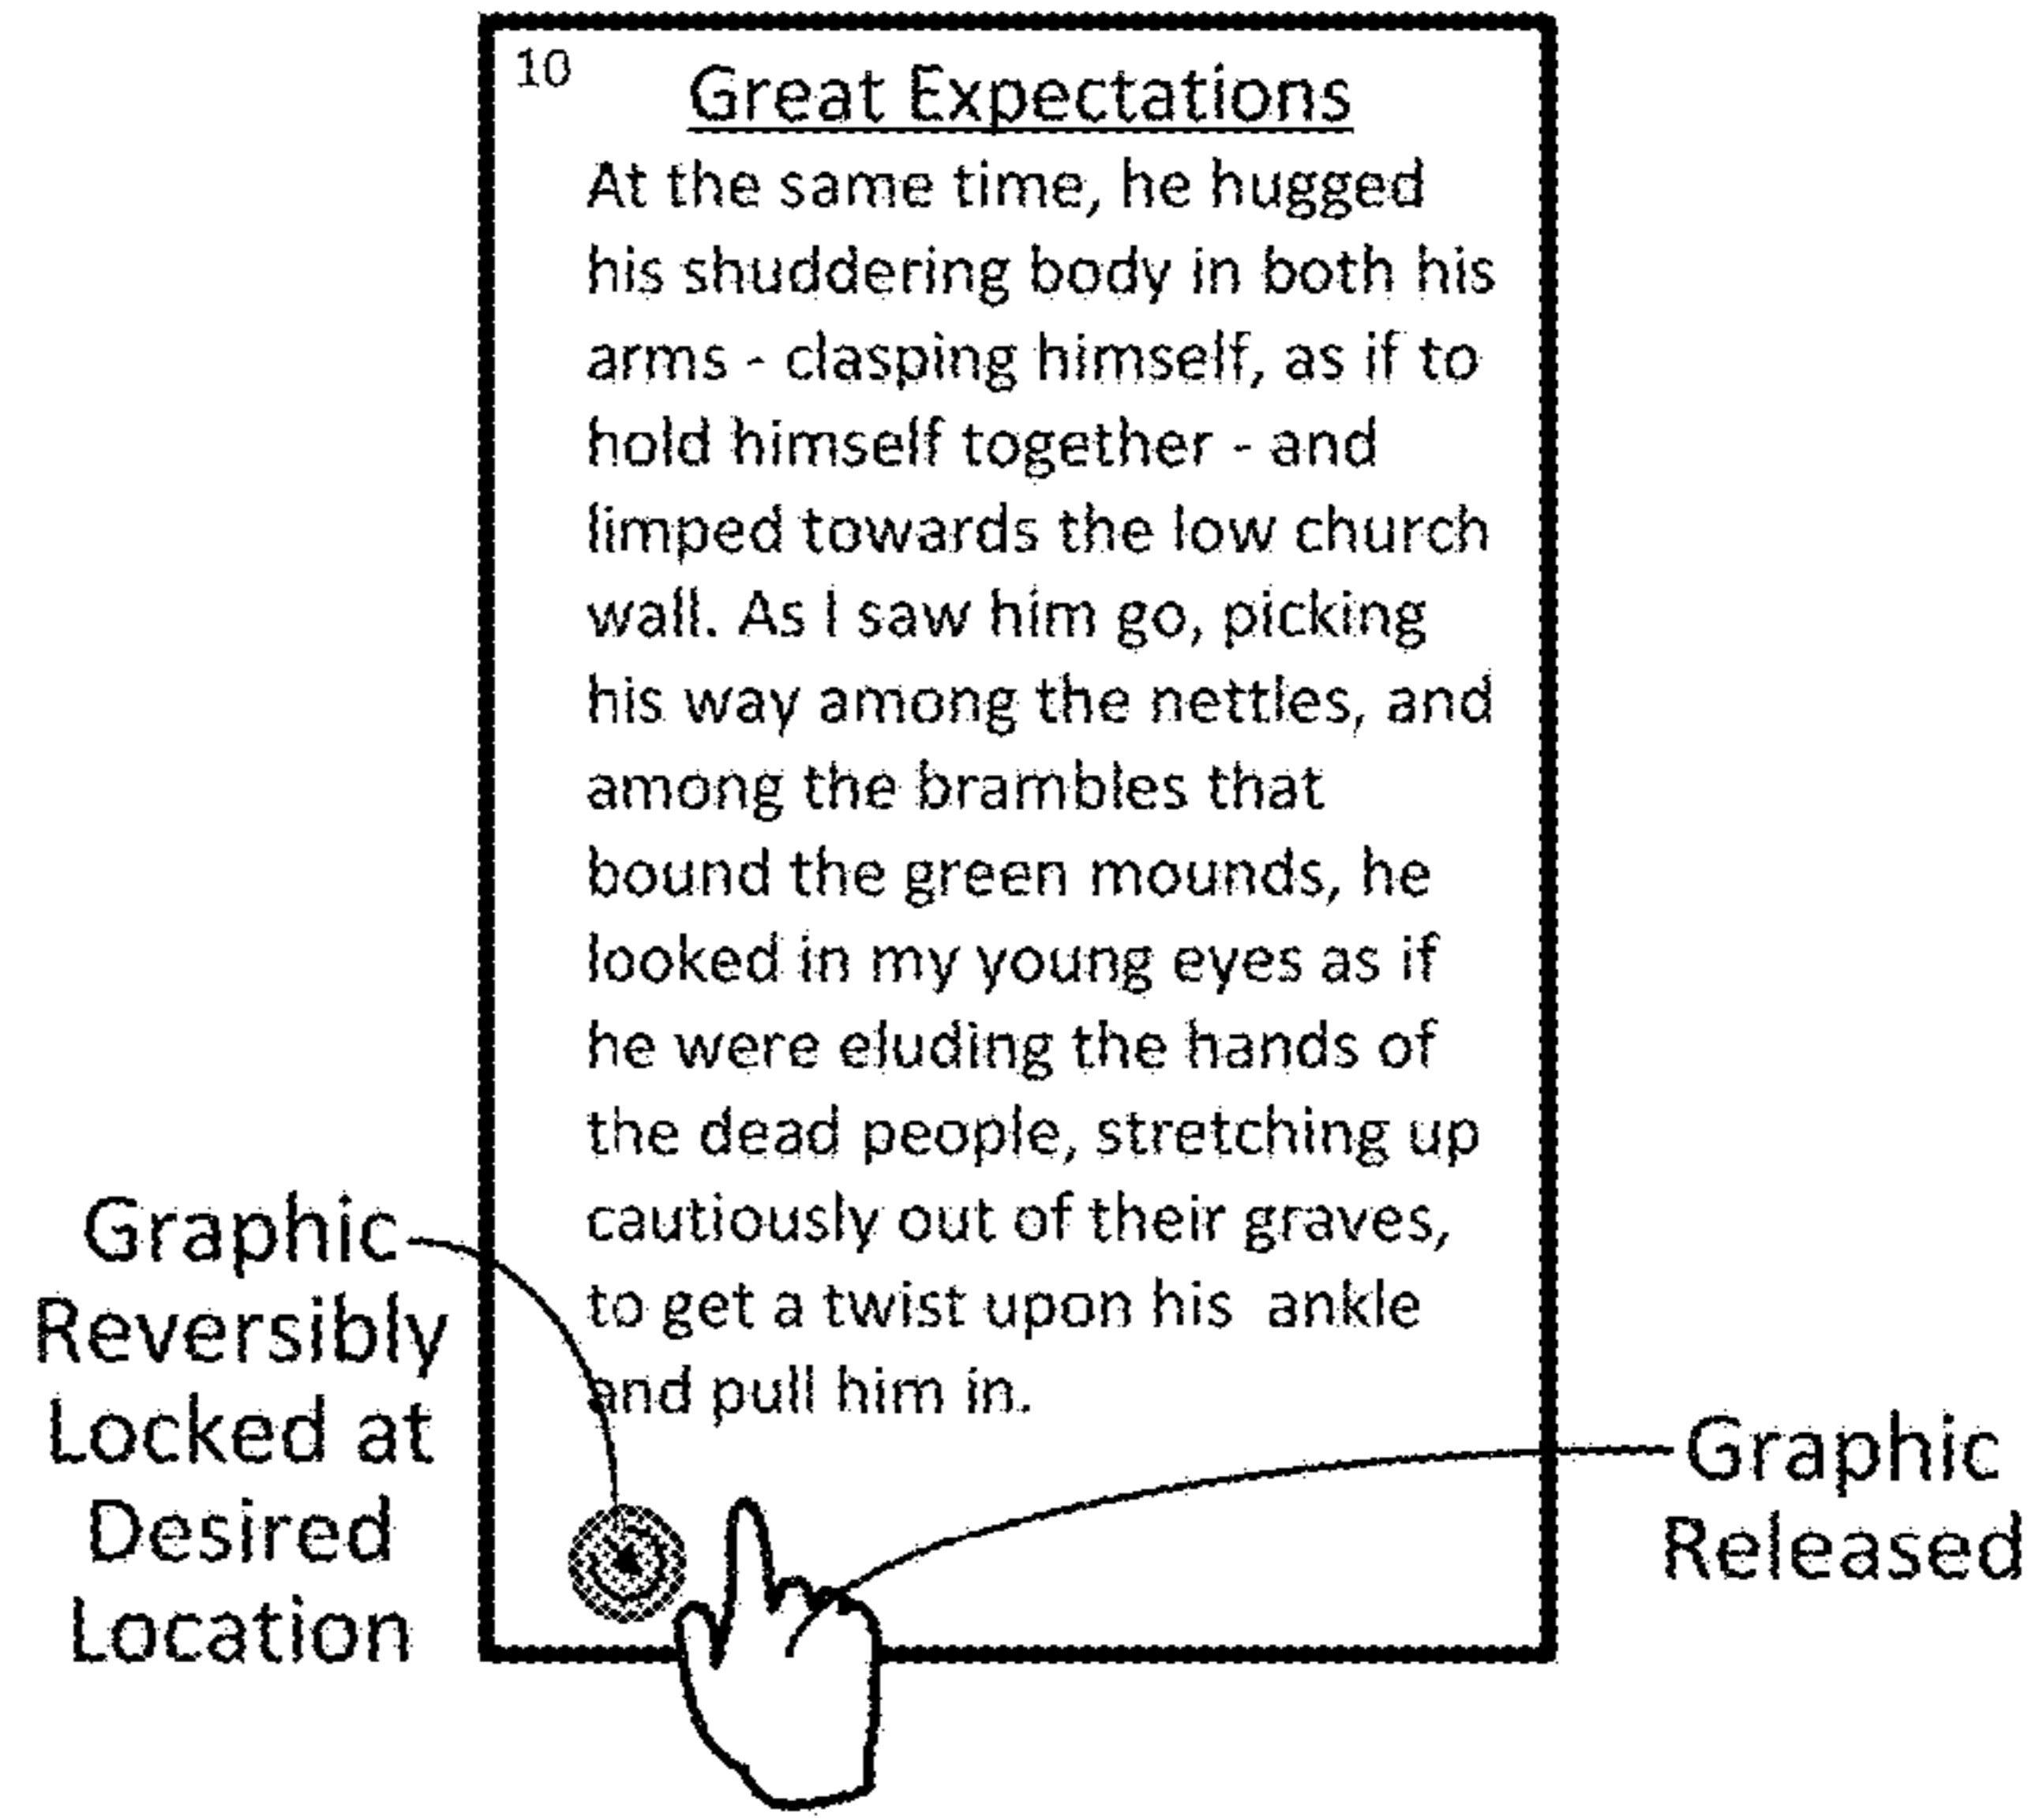 10
Great Expectations
At the same time, he hugged
his shuddering body in both his
arms - clasping himself, as if to
hold himself together - and
limped towards the low church
wall. As I saw him go, picking
his way among the nettles, and
among the brambles that
bound the green mounds, he
looked in my young eyes as if
he were eluding the hands of
the dead people, stretching up
cautiously out of their graves,
to get a twist upon his  ankle
and pull him in.
Graphic
Reversibly
Locked at
Desired
Location
Graphic
Released